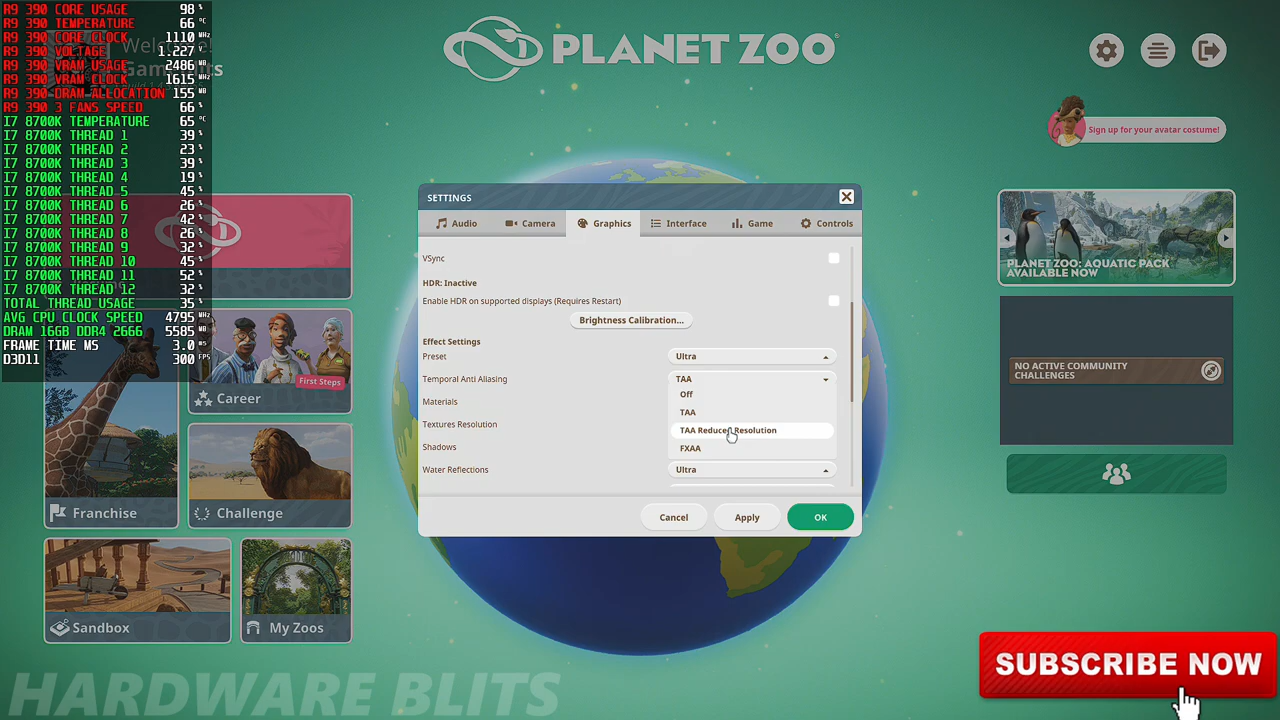 R9 390 CORE USAGE 98 %
R9 390 TEMPERATURE 66 °C
R9 390 CORE CLOCK 1110 MHz
R9 390 VOLTAGE 1.227 V
R9 390 VRAM USAGE 2486 MB
R9 390 VRAM CLOCK 1615 MHz
R9 390 DRAM ALLOCATION 155 MB
R9 390 3 FANS SPEED 66 %
I7 8700K TEMPERATURE 65 °C
I7 8700K THREAD 1 39 %
I7 8700K THREAD 2 23 %
I7 8700K THREAD 3 39 %
I7 8700K THREAD 4 19 %
I7 8700K THREAD 5 45 %
I7 8700K THREAD 6 26 %
I7 8700K THREAD 7 42 %
I7 8700K THREAD 8 26 %
I7 8700K THREAD 9 32 %
I7 8700K THREAD 10 45 %
I7 8700K THREAD 11 52 %
I7 8700K THREAD 12 32 %
TOTAL THREAD USAGE 35 %
AVG CPU CLOCK SPEED 4795 MHz
DRAM 16GB DDR4 2666 5585 MB
FRAME TIME MS 3.0 MS
D3D11 300 FPS
PLANET ZOO
Sign up for your avatar costume!
PLANET ZOO: AQUATIC PACK
AVAILABLE NOW
NO ACTIVE COMMUNITY
CHALLENGES
SETTINGS
Audio Camera Graphics Interface Game Controls
VSync
HDR: Inactive
Enable HDR on supported displays (Requires Restart)
Brightness Calibration...
Effect Settings
Preset Ultra
Temporal Anti Aliasing TAA
Off
Materials
TAA
Textures Resolution
TAA Reduced Resolution
Shadows
FXAA
Water Reflections Ultra
Cancel Apply OK
First Steps
Career
Franchise
Challenge
Sandbox
My Zoos
HARDWARE BLITS
SUBSCRIBE NOW